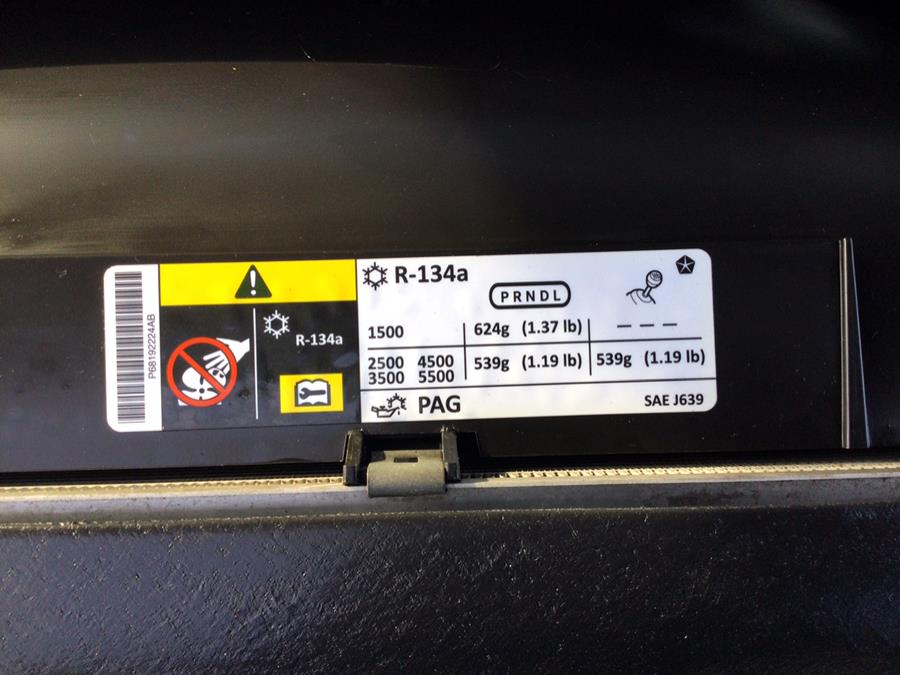 P68192224AB
R-134a
R-134a
PRNDL
1500 624g (1.37 lb) – – –
2500 4500 539g (1.19 lb) 539g (1.19 lb)
3500 5500
PAG SAE J639